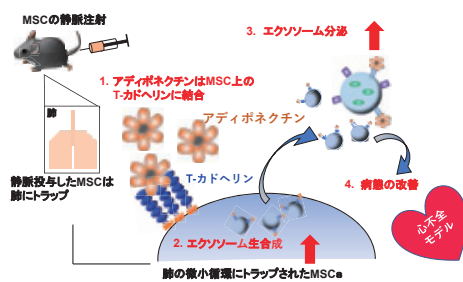 MSCの静脈注射
3. エクソソーム分泌
1. アディポネクチンはMSC上の
T-カドヘリンに結合
肺
アディポネクチン
T-カドヘリン
静脈投与したMSCは
肺にトラップ
4. 病態の改善
心不全
モデル
2. エクソソーム生合成
肺の微小循環にトラップされたMSCs